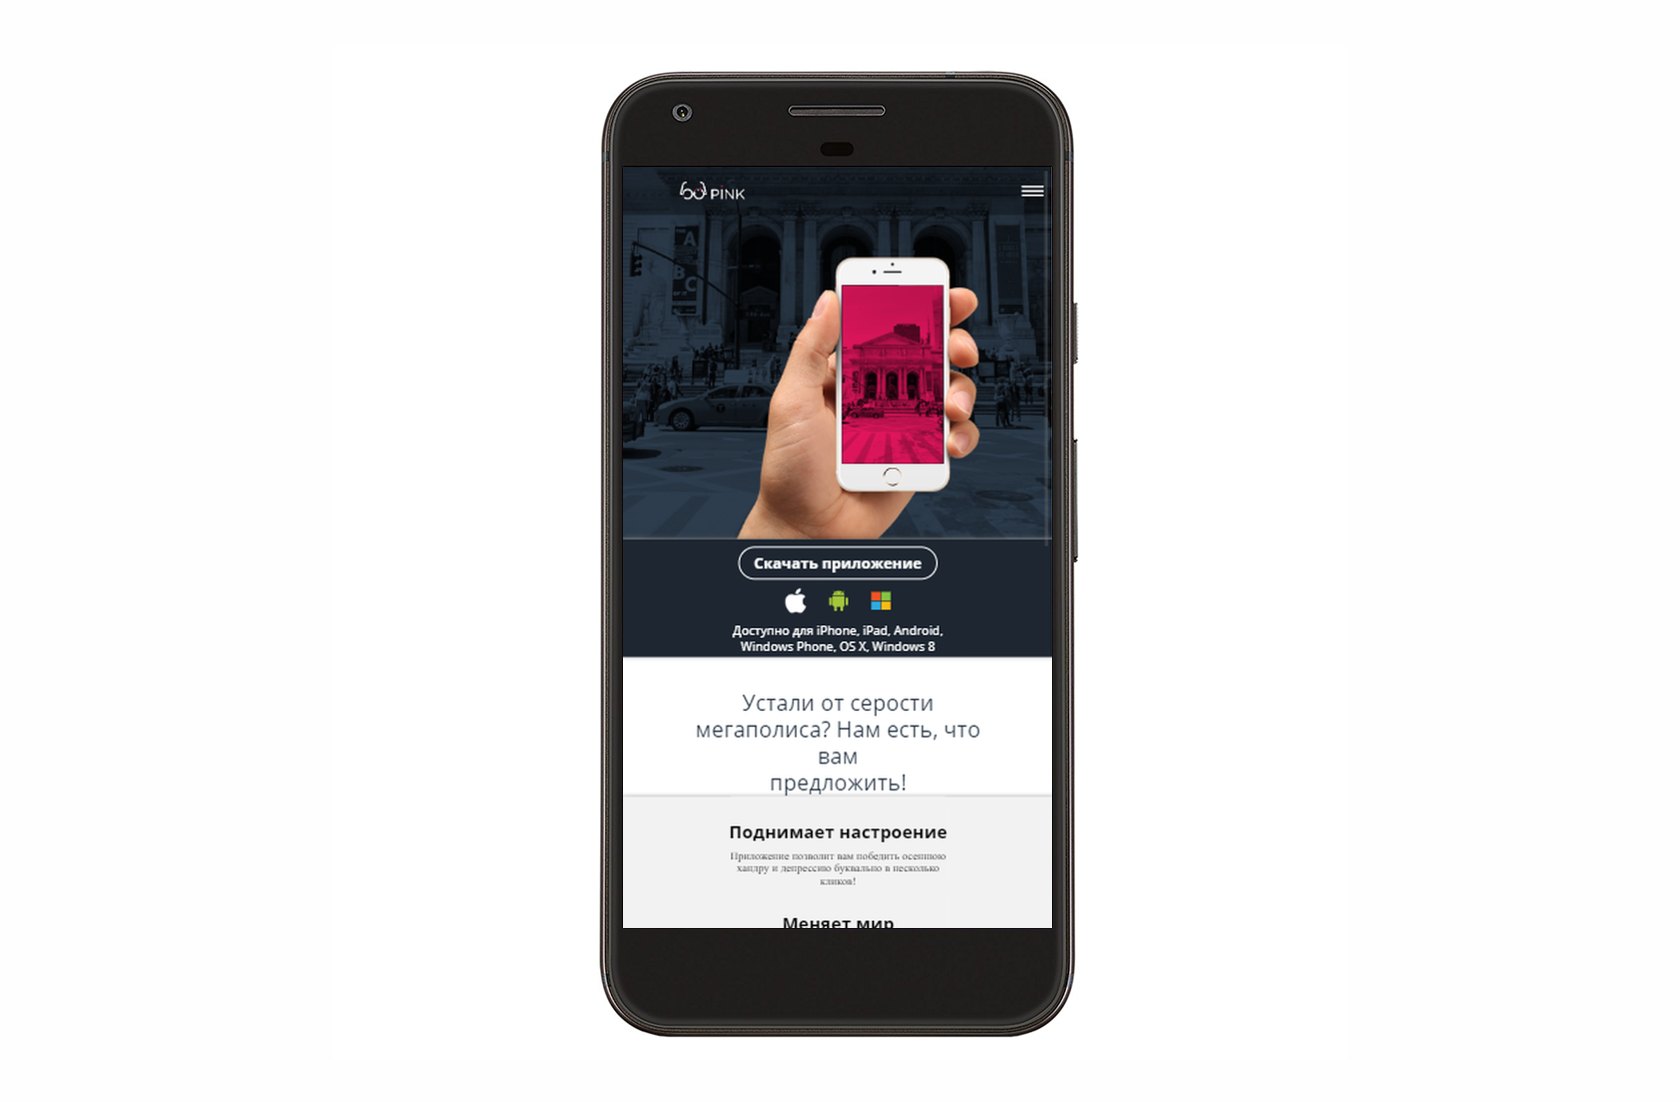 PINK
THE
A
B
C
Скачать приложение
Доступно для iPhone, iPad, Android,
Windows Phone, OS X, Windows 8
Устали от серости
мегаполиса? Нам есть, что
вам
предложить!
Поднимает настроение
Приложение позволит вам победить осеннюю
хандру и депрессию буквально в несколько
кликов!
Меняет мир